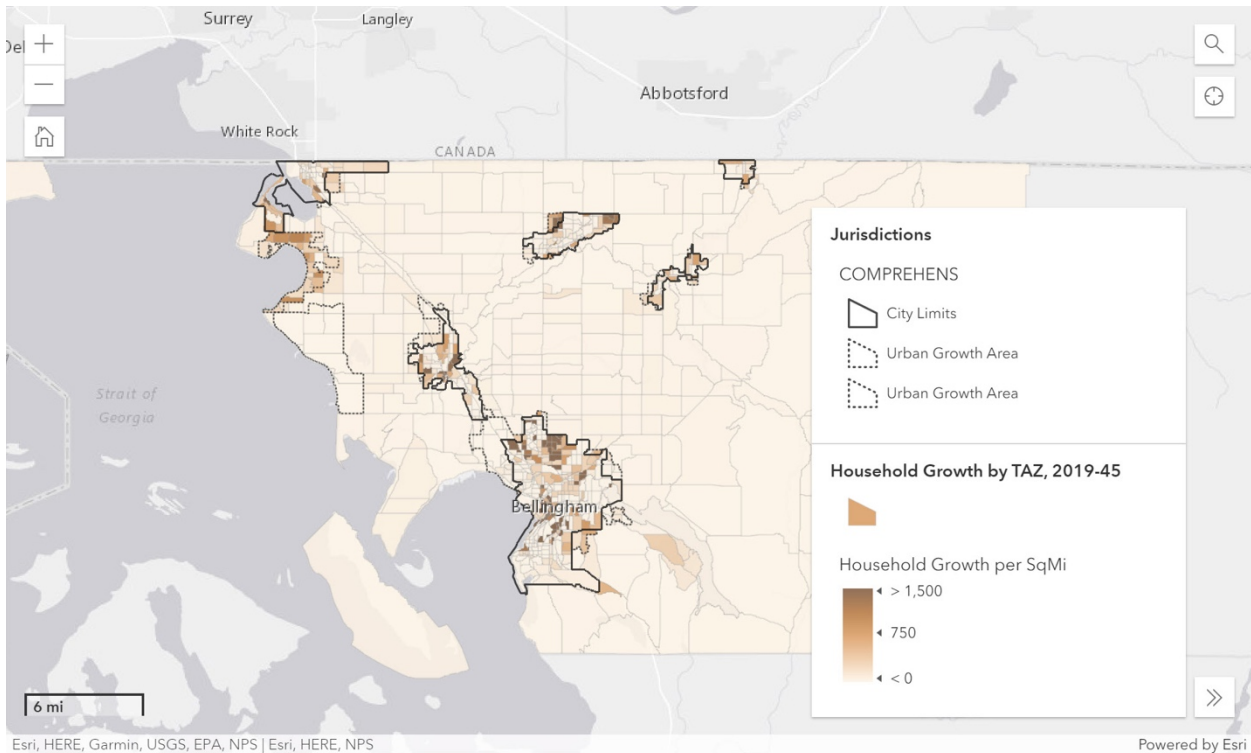 Surrey
Langley
Del
Abbotsford
White Rock
CANADA
Jurisdictions
COMPREHENS
City Limits
Urban Growth Area
Urban Growth Area
Strait of
Georgia
Household Growth by TAZ, 2019-45
Bellingham
Household Growth per SqMi
> 1,500
750
< 0
6 mi
Esri, HERE, Garmin, USGS, EPA, NPS | Esri, HERE, NPS
Powered by Esri